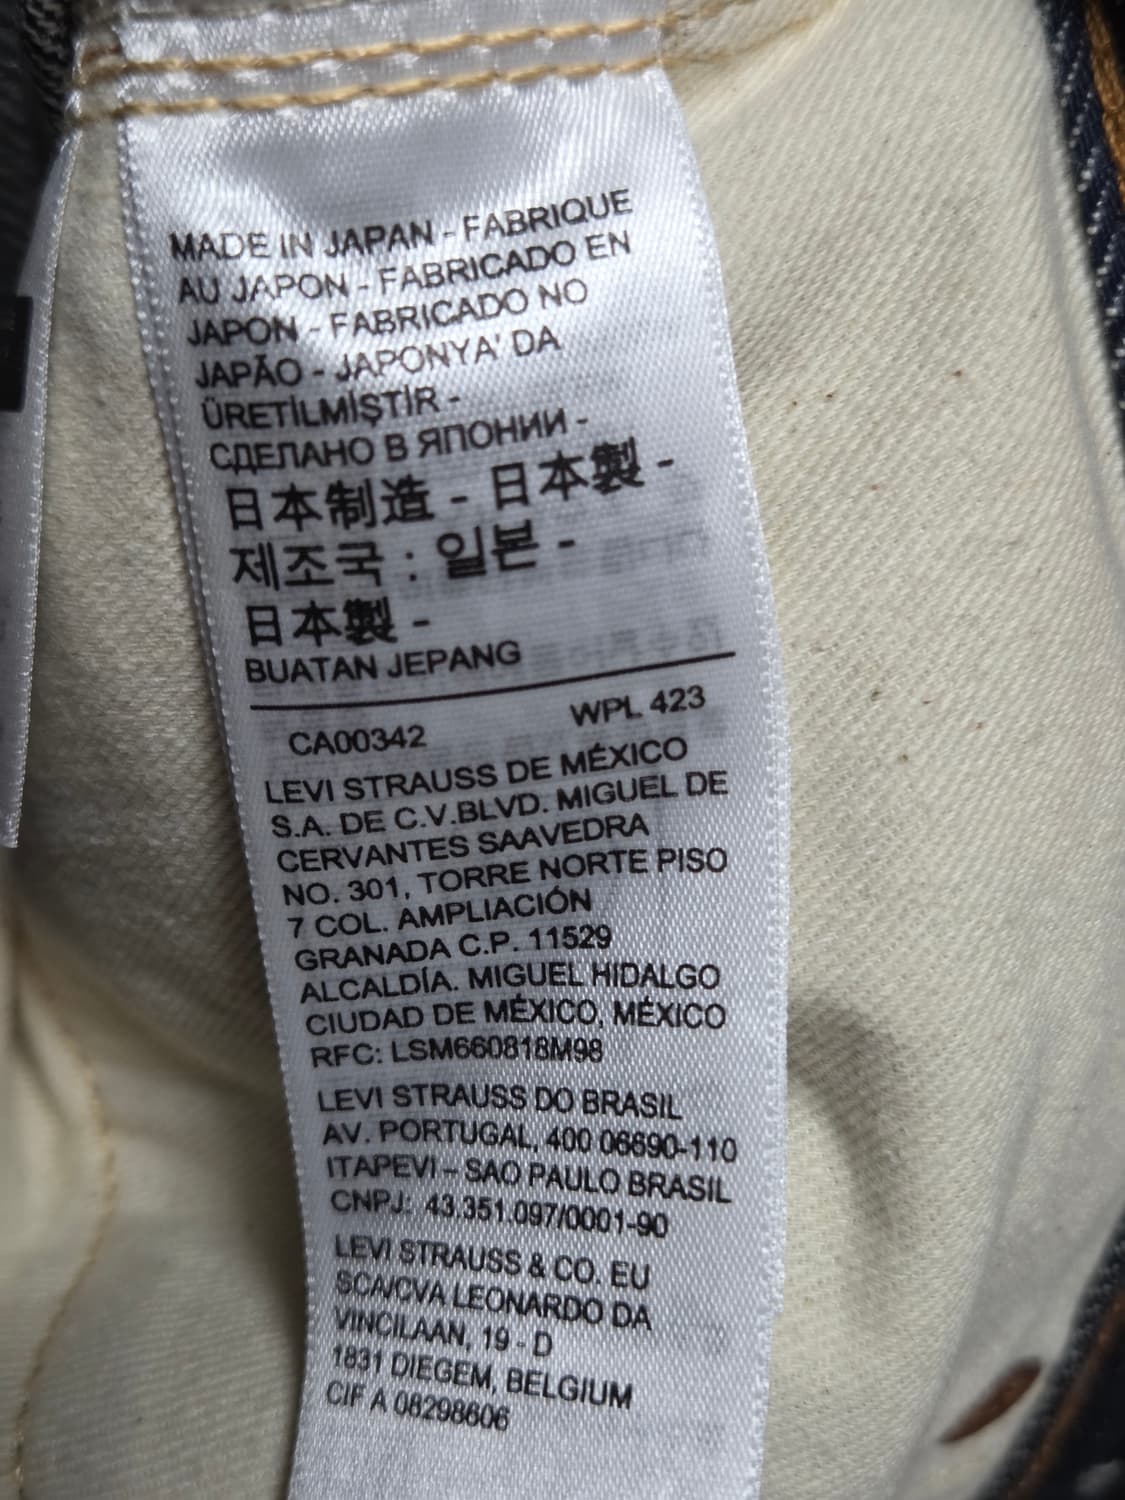 MADE IN JAPAN - FABRIQUE
AU JAPON - FABRICADO EN
JAPON - FABRICADO NO
JAPÃO - JAPONYA' DA
ÜRETİLMİŞTİR -
СДЕЛАНО В ЯПОНИИ -
日本制造 - 日本製 -
제조국 : 일본 -
日本製 -
BUATAN JEPANG
CA00342 WPL 423
LEVI STRAUSS DE MÉXICO
S.A. DE C.V.BLVD. MIGUEL DE
CERVANTES SAAVEDRA
NO. 301, TORRE NORTE PISO
7 COL. AMPLIACIÓN
GRANADA C.P. 11529
ALCALDÍA. MIGUEL HIDALGO
CIUDAD DE MÉXICO, MÉXICO
RFC: LSM660818M98
LEVI STRAUSS DO BRASIL
AV. PORTUGAL, 400 06690-110
ITAPEVI – SAO PAULO BRASIL
CNPJ: 43.351.097/0001-90
LEVI STRAUSS & CO. EU
SCA/CVA LEONARDO DA
VINCILAAN, 19 - D
1831 DIEGEM, BELGIUM
CIF A 08298606